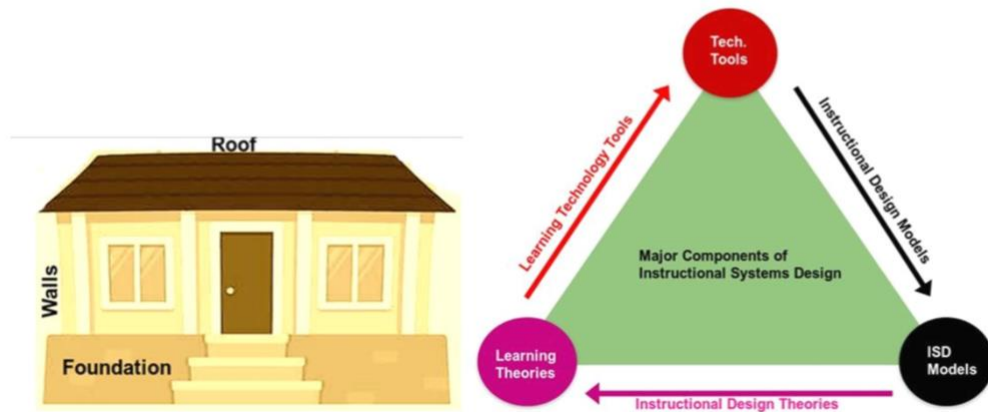 Roof
Walls
Foundation
Tech.
Tools
Learning Technology Tools
Instructional Design Models
Major Components of
Instructional Systems Design
Learning
Theories
ISD
Models
Instructional Design Theories